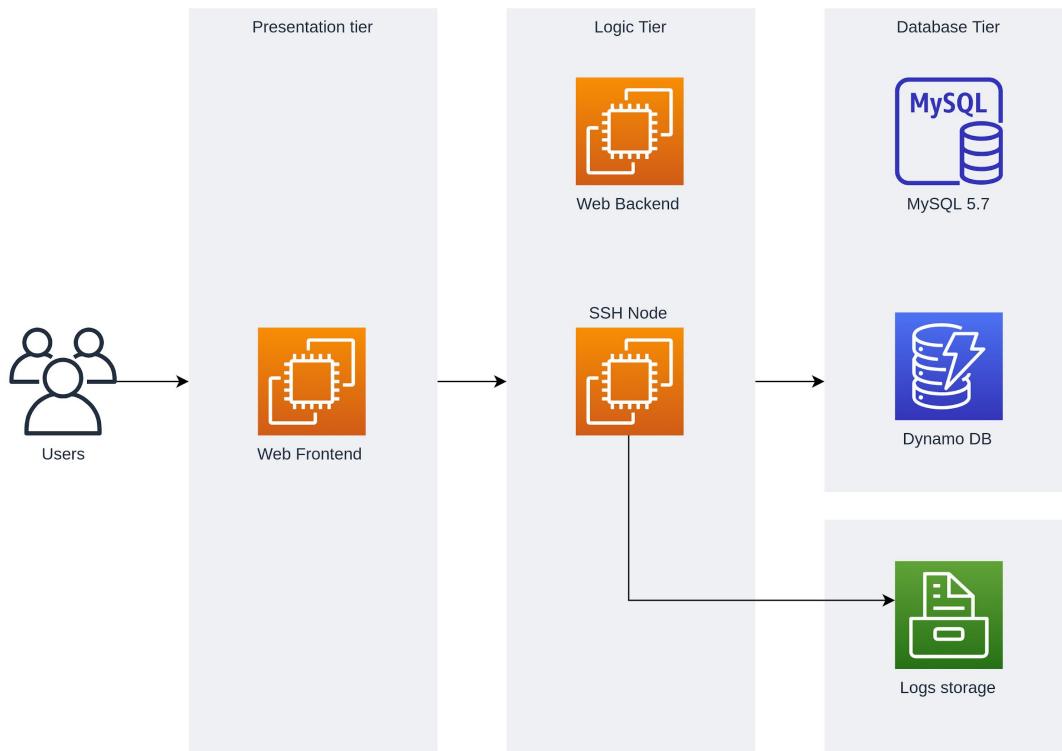 Presentation tier
Logic Tier
Database Tier
MySQL
Web Backend
MySQL 5.7
SSH Node
Users
Web Frontend
Dynamo DB
Logs storage